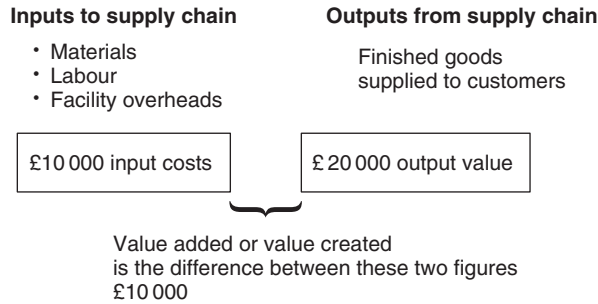 Inputs to supply chain
• Materials
• Labour
• Facility overheads
Outputs from supply chain
Finished goods
supplied to customers
£10 000 input costs
£ 20 000 output value
Value added or value created
is the difference between these two figures
£10 000